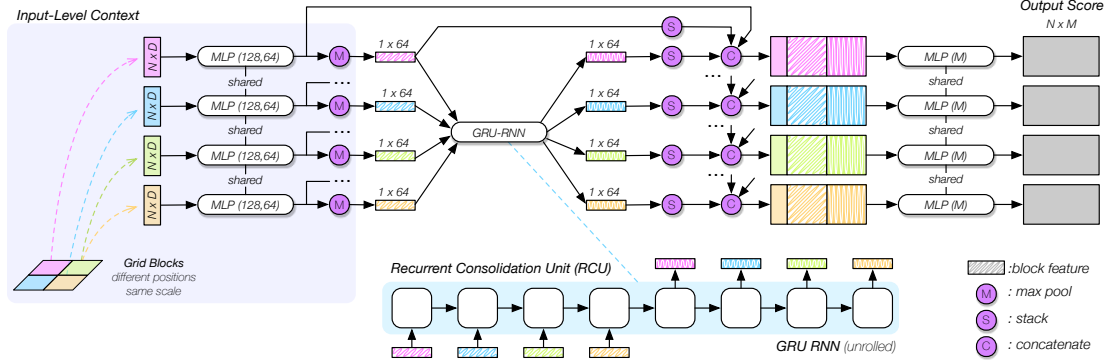 Input-Level Context
Output Score
N x M
N x D
MLP (128,64)
M
1 x 64
GRU-RNN
1 x 64
S
S
C
MLP (M)
shared
...
...
shared
N x D
MLP (128,64)
M
1 x 64
1 x 64
S
C
MLP (M)
shared
...
...
shared
N x D
MLP (128,64)
M
1 x 64
1 x 64
S
C
MLP (M)
shared
...
...
shared
N x D
MLP (128,64)
M
1 x 64
1 x 64
S
C
MLP (M)
Grid Blocks
different positions
same scale
Recurrent Consolidation Unit (RCU)
GRU RNN (unrolled)
:block feature
M : max pool
S : stack
C : concatenate